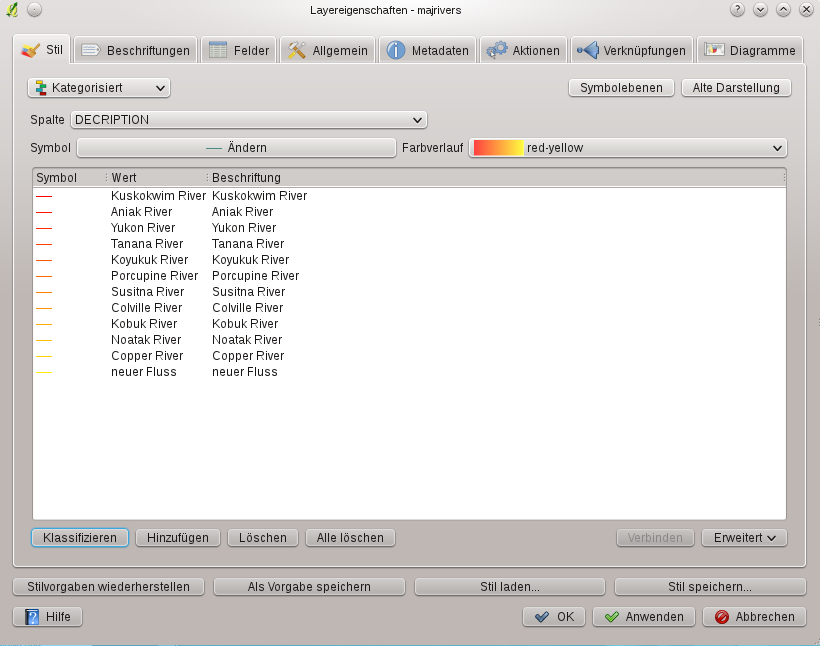 Layereigenschaften - majrivers
Stil Beschriftungen Felder Allgemein Metadaten Aktionen Verknüpfungen Diagramme
Kategorisiert Symbolebenen Alte Darstellung
Spalte DECRIPTION
Symbol Ändern Farbverlauf red-yellow
Symbol Wert Beschriftung
Kuskokwim River Kuskokwim River
Aniak River Aniak River
Yukon River Yukon River
Tanana River Tanana River
Koyukuk River Koyukuk River
Porcupine River Porcupine River
Susitna River Susitna River
Colville River Colville River
Kobuk River Kobuk River
Noatak River Noatak River
Copper River Copper River
neuer Fluss neuer Fluss
Klassifizieren Hinzufügen Löschen Alle löschen Verbinden Erweitert
Stilvorgaben wiederherstellen Als Vorgabe speichern Stil laden... Stil speichern...
Hilfe OK Anwenden Abbrechen